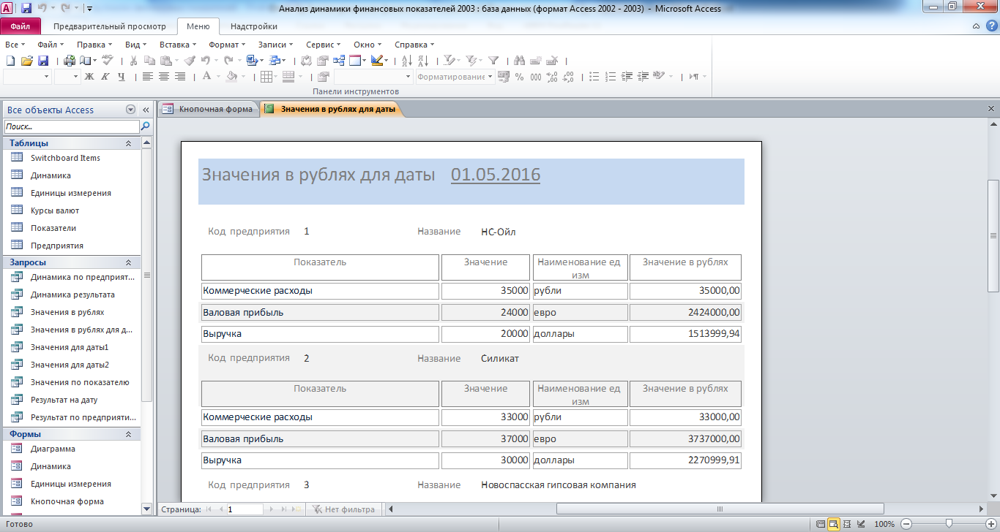 Анализ динамики финансовых показателей 2003 : база данных (формат Access 2002 - 2003) - Microsoft Access
Файл Предварительный просмотр Меню Надстройки
Все Файл Правка Вид Вставка Формат Записи Сервис Окно Справка
Ж К Ч Форматирование % 000
Панели инструментов
Все объекты Access
Кнопочная форма Значения в рублях для даты
Поиск...
Таблицы
Switchboard Items
Динамика
Единицы измерения
Курсы валют
Показатели
Предприятия
Запросы
Динамика по предприят...
Динамика результата
Значения в рублях
Значения в рублях для д...
Значения для даты1
Значения для даты2
Значения по показателю
Результат на дату
Результат по предприяти...
Формы
Диаграмма
Динамика
Единицы измерения
Кнопочная форма
Значения в рублях для даты 01.05.2016
Код предприятия 1 Название НС-Ойл
Показатель Значение Наименование ед Значение в рублях
изм
Коммерческие расходы 35000 рубли 35000,00
Валовая прибыль 24000 евро 2424000,00
Выручка 20000 доллары 1513999,94
Код предприятия 2 Название Силикат
Показатель Значение Наименование ед Значение в рублях
изм
Коммерческие расходы 33000 рубли 33000,00
Валовая прибыль 37000 евро 3737000,00
Выручка 30000 доллары 2270999,91
Код предприятия 3 Название Новоспасская гипсовая компания
Страница: 1 Нет фильтра
Готово 100%